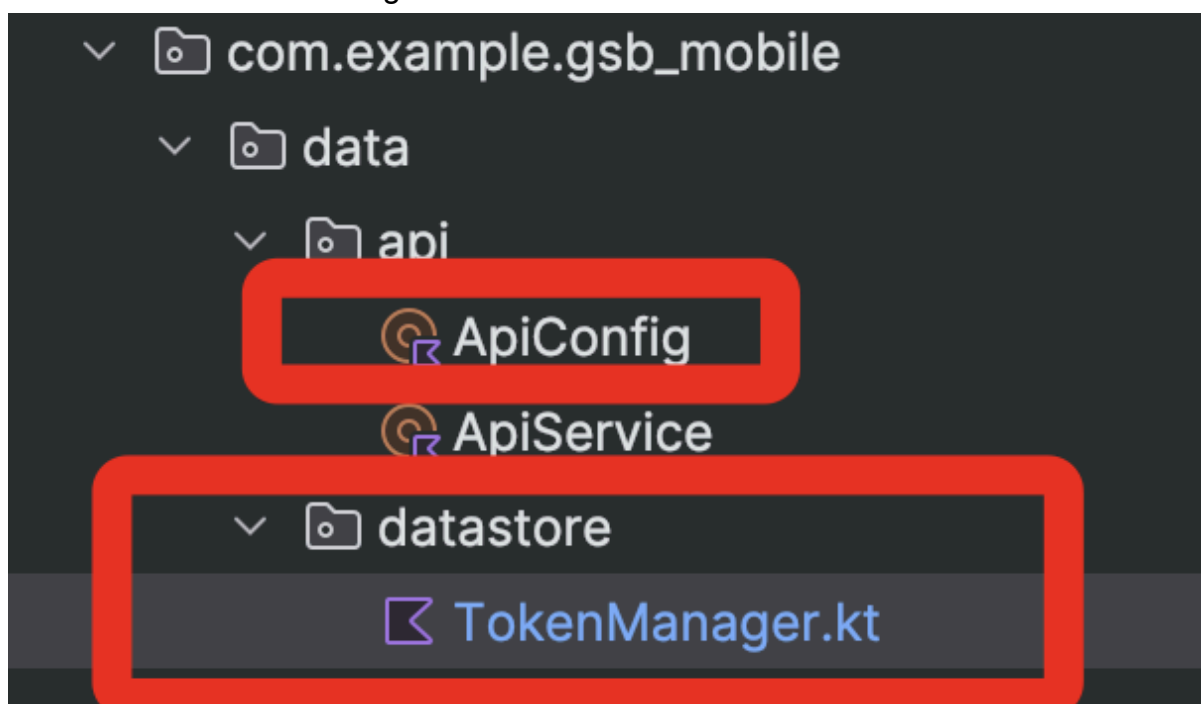 com.example.gsb_mobile
data
api
ApiConfig
ApiService
datastore
TokenManager.kt